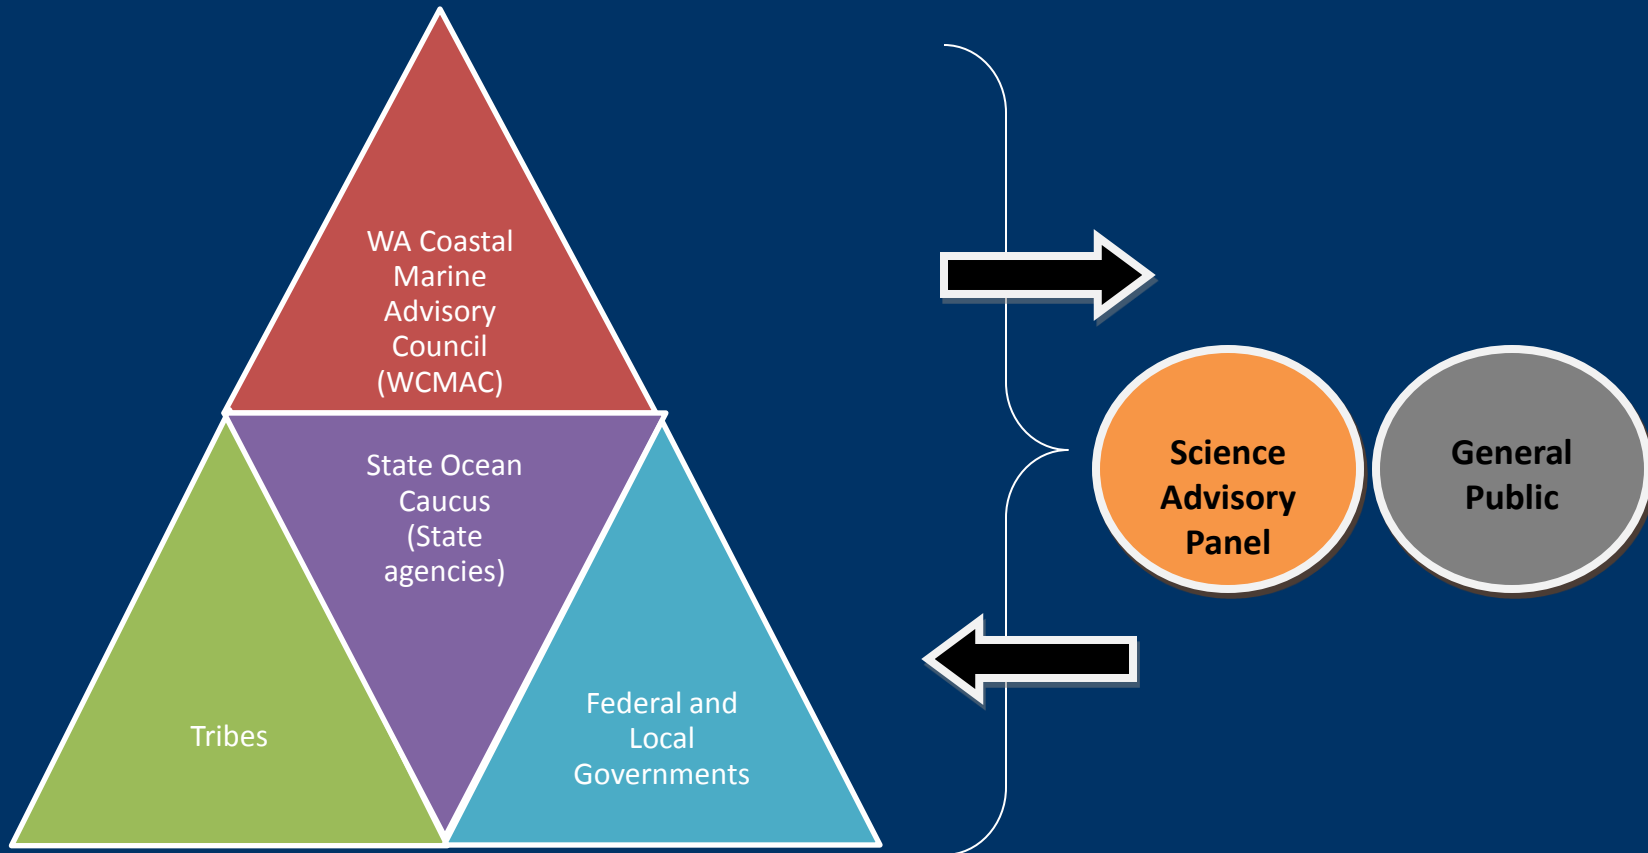 WA Coastal
Marine
Advisory
Council
(WCMAC)
State Ocean
Caucus
(State
agencies)
Tribes
Federal and
Local
Governments
Science
Advisory
Panel
General
Public